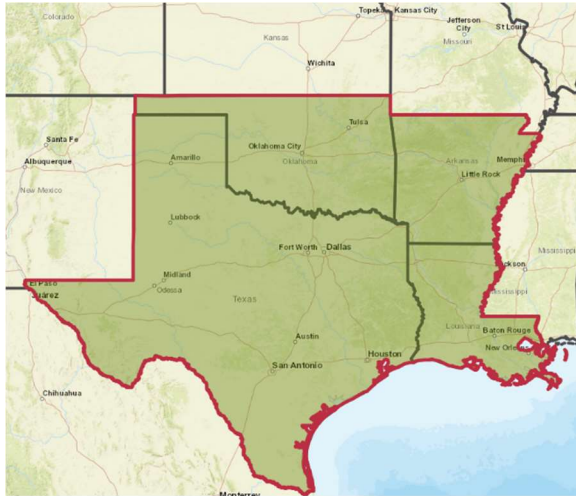 Topeka
Kansas City
Colorado
Jefferson
City
St Louis
Kansas
Missouri
Wichita
Tulsa
Santa Fe
Oklahoma City
Oklahoma
Arkansas
Memphis
Albuquerque
Amarillo
Little Rock
New Mexico
Lubbock
Fort Worth
Dallas
Mississippi
Jackson
El Paso
Midland
Juárez
Odessa
Texas
Mississippi
Louisiana
Baton Rouge
Austin
New Orleans
Houston
San Antonio
Chihuahua
Monterrey